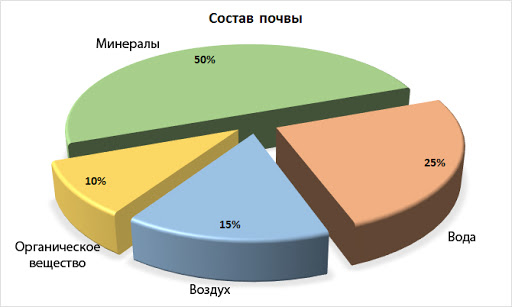 Состав почвы
Минералы
50%
25%
10%
15%
Органическое
вещество
Вода
Воздух